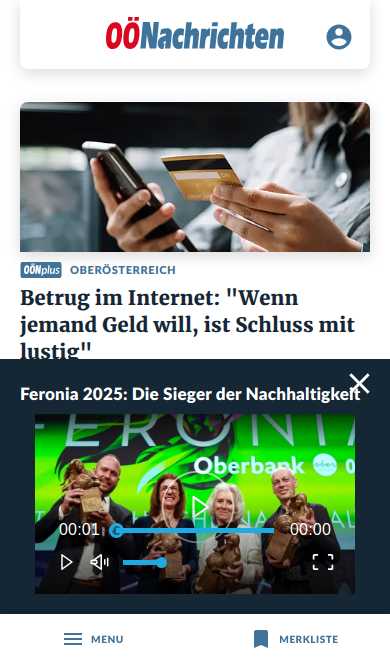 OÖNachrichten
OÖNplus OBERÖSTERREICH
Betrug im Internet: "Wenn
jemand Geld will, ist Schluss mit
lustig"
Feronia 2025: Die Sieger der Nachhaltigkeit
FERONIA
Oberbank
00:01
00:00
MENU
MERKLISTE